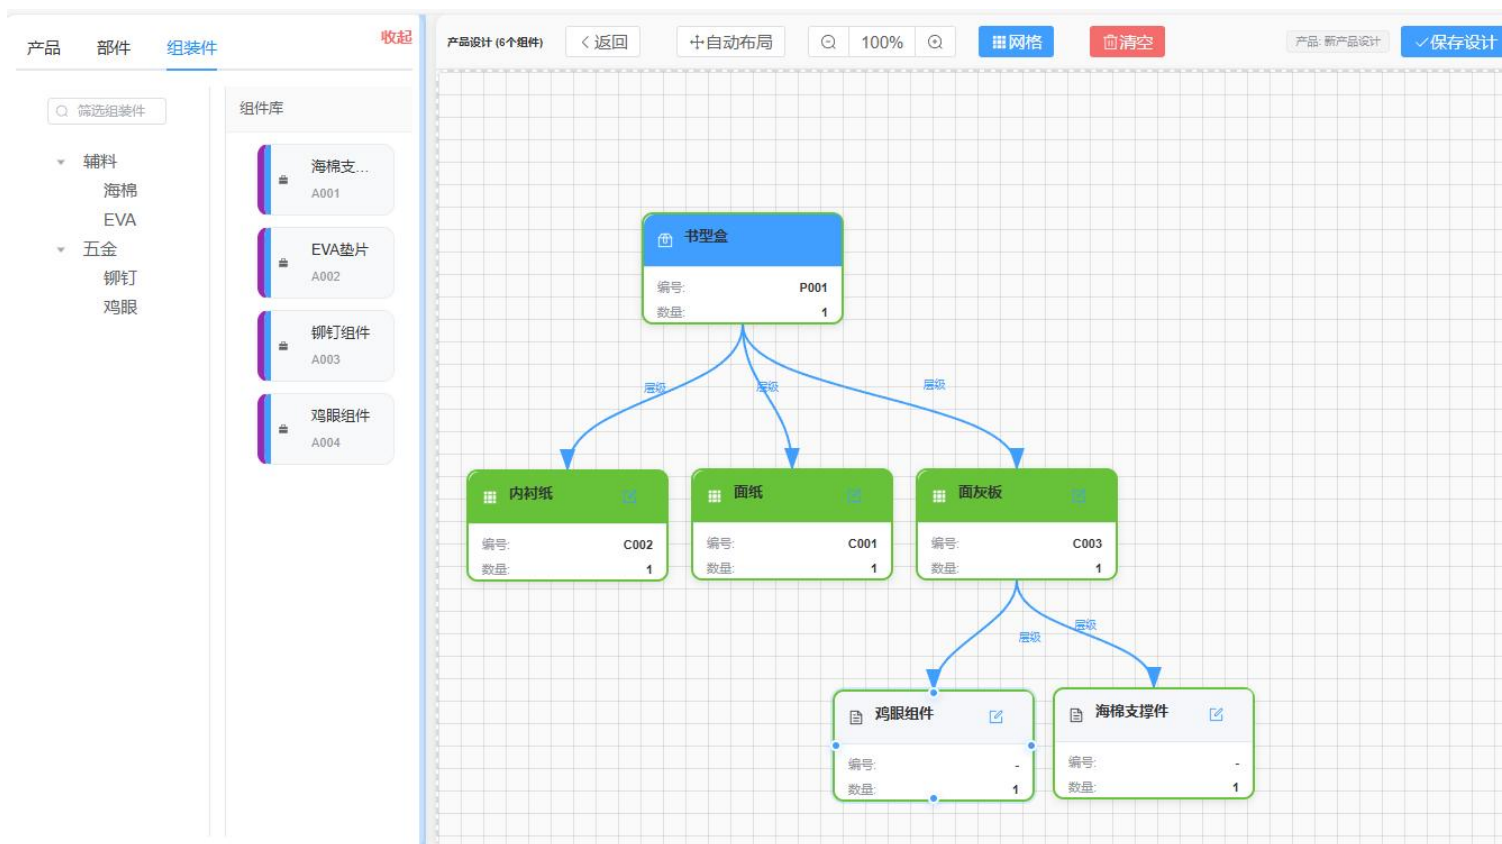 产品 部件 组装件 收起
筛选组装件
辅料
海棉
EVA
五金
铆钉
鸡眼
组件库
海棉支...
A001
EVA垫片
A002
铆钉组件
A003
鸡眼组件
A004
产品设计 (6个组件) <返回 自动布局 100% 网格 清空 产品: 新产品设计 保存设计
书型盒
编号: P001
数量: 1
层级 层级 层级
内衬纸
编号: C002
数量: 1
面纸
编号: C001
数量: 1
面灰板
编号: C003
数量: 1
层级 层级
鸡眼组件
编号: -
数量: 1
海棉支撑件
编号: -
数量: 1